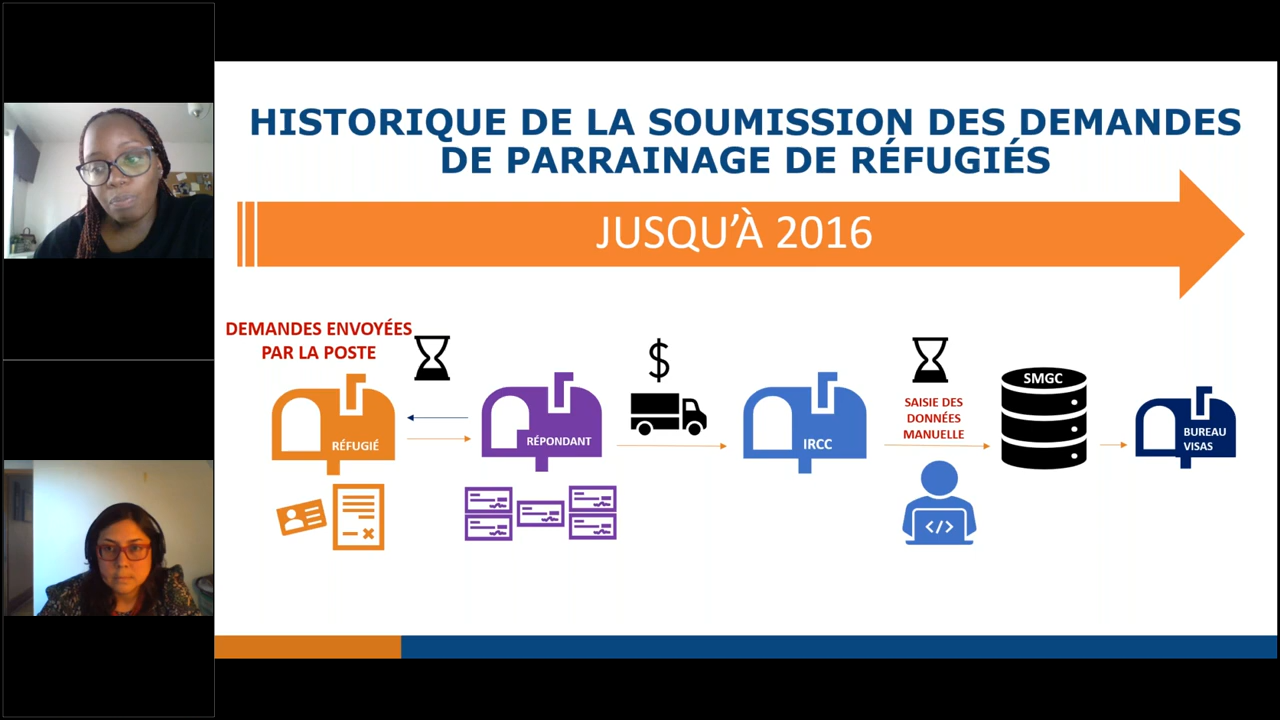 HISTORIQUE DE LA SOUMISSION DES DEMANDES
DE PARRAINAGE DE RÉFUGIÉS
JUSQU'À 2016
DEMANDES ENVOYÉES
PAR LA POSTE
$
SMGC
SAISIE DES
DONNÉES
MANUELLE
RÉFUGIÉ
RÉPONDANT
IRCC
BUREAU
VISAS
</>